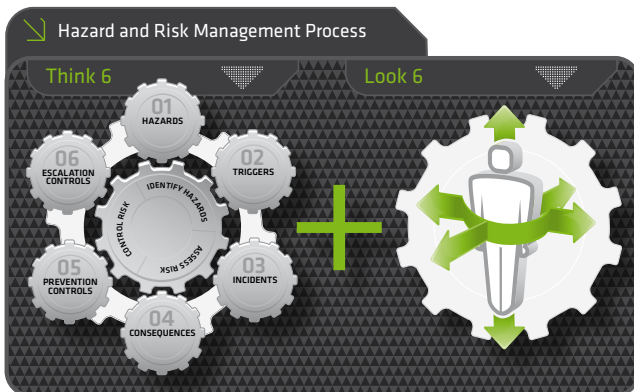 Hazard and Risk Management Process
Think 6
Look 6
01
HAZARDS
02
TRIGGERS
03
INCIDENTS
04
CONSEQUENCES
05
PREVENTION
CONTROLS
06
ESCALATION
CONTROLS
IDENTIFY HAZARDS
ASSESS RISK
CONTROL RISK